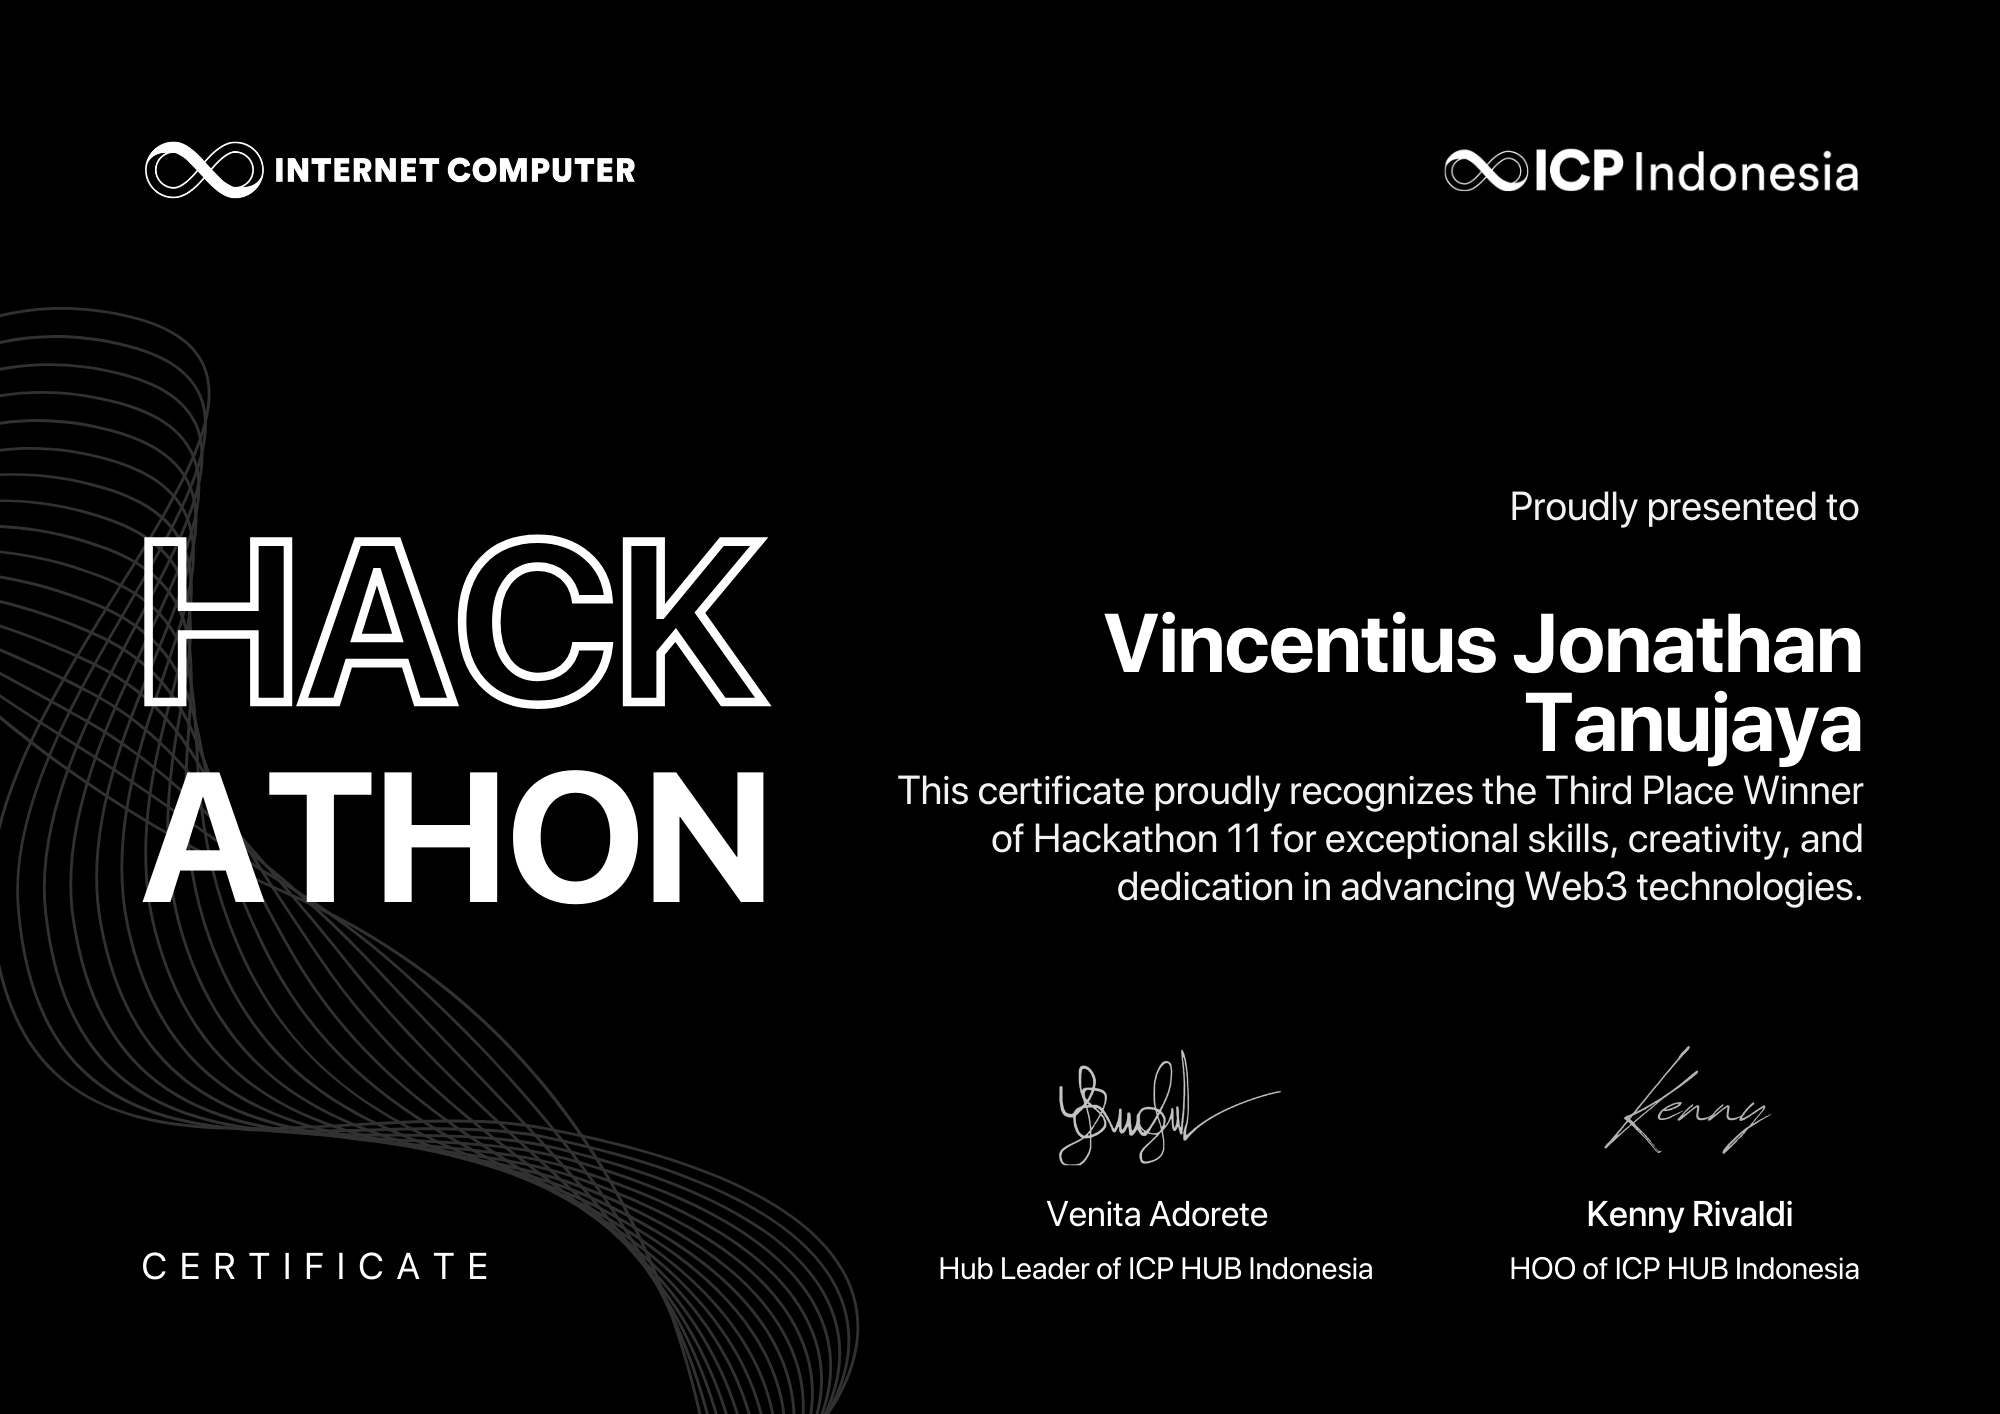 INTERNET COMPUTER
ICP Indonesia
HACK
ATHON
CERTIFICATE
Proudly presented to
Vincentius Jonathan
Tanujaya
This certificate proudly recognizes the Third Place Winner
of Hackathon 11 for exceptional skills, creativity, and
dedication in advancing Web3 technologies.
Kenny
Venita Adorete
Hub Leader of ICP HUB Indonesia
Kenny Rivaldi
HOO of ICP HUB Indonesia